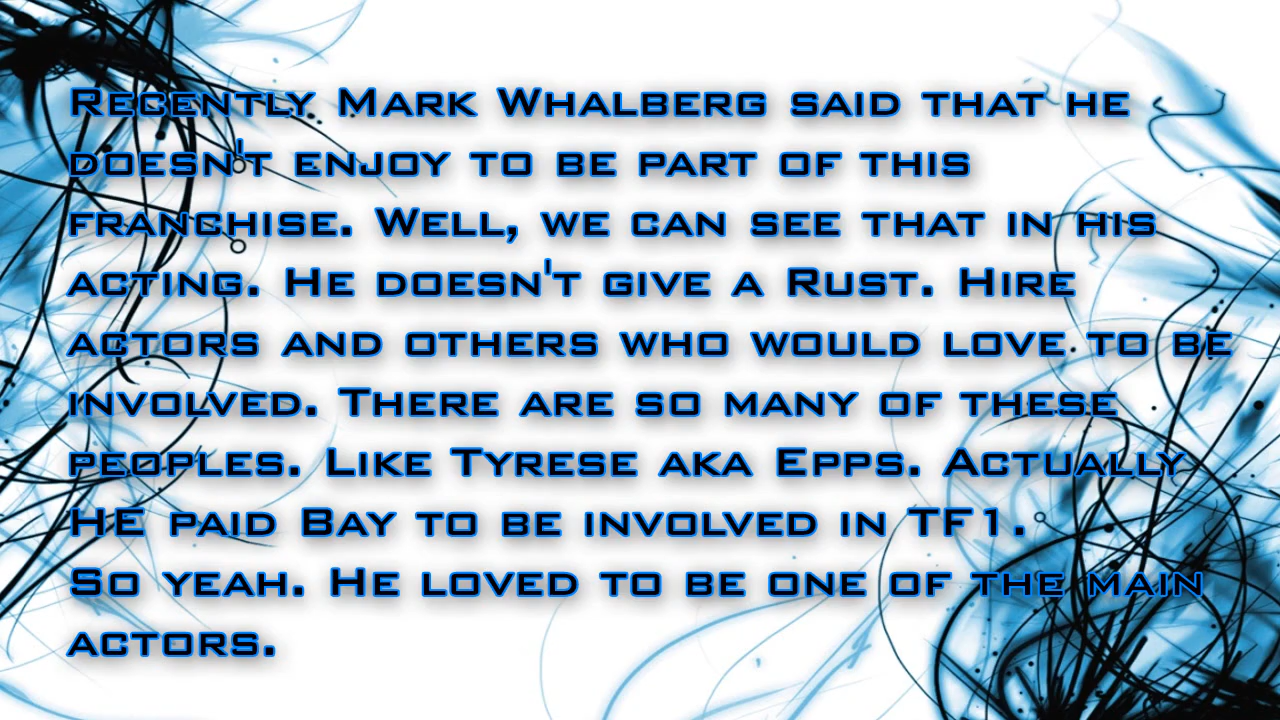 Recently Mark Whalberg said that he
doesn't enjoy to be part of this
franchise. Well, we can see that in his
acting. He doesn't give a Rust. Hire
actors and others who would love to be
involved. There are so many of these
peoples. Like Tyrese aka Epps. Actually
he paid Bay to be involved in TF1.
So yeah. He loved to be one of the main
actors.